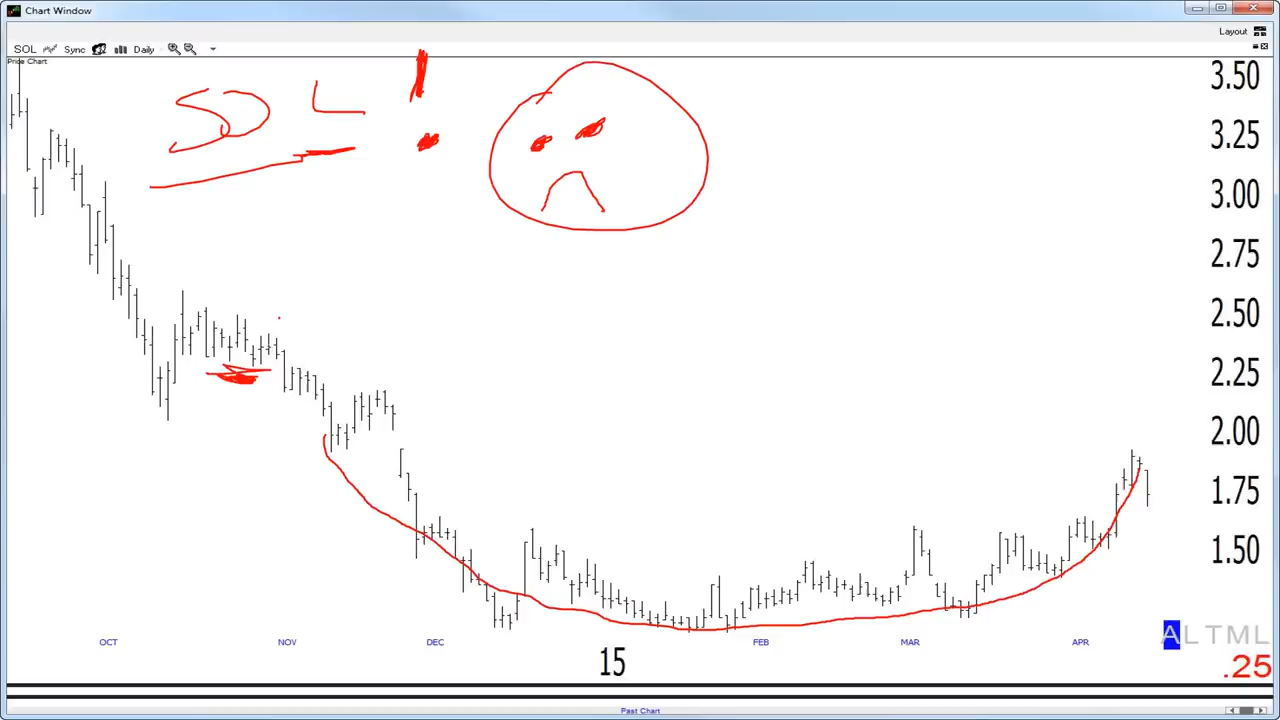 Chart Window
Layout
SOL Sync Daily
Price Chart
SOL!
3.50
3.25
3.00
2.75
2.50
2.25
2.00
1.75
1.50
OCT NOV DEC 15 FEB MAR APR
ALTML
.25
Past Chart